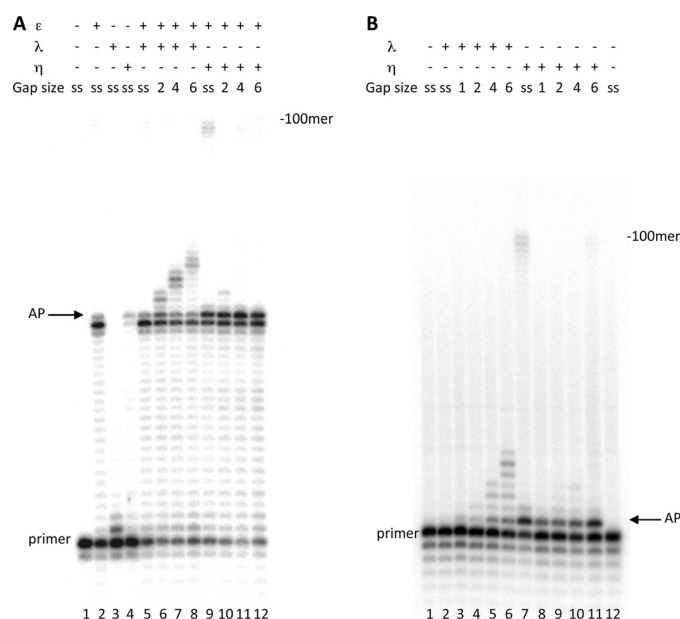 A ε - + - - + + + + + + + +
λ - - + - + + + + - - - -
η - - - + - - - - + + + +
Gap size ss ss ss ss ss 2 4 6 ss 2 4 6
-100mer
AP
primer
1 2 3 4 5 6 7 8 9 10 11 12
B
λ - + + + + + - - - - - -
η - - - - - - + + + + + -
Gap size ss ss 1 2 4 6 ss 1 2 4 6 ss
-100mer
AP
primer
1 2 3 4 5 6 7 8 9 10 11 12